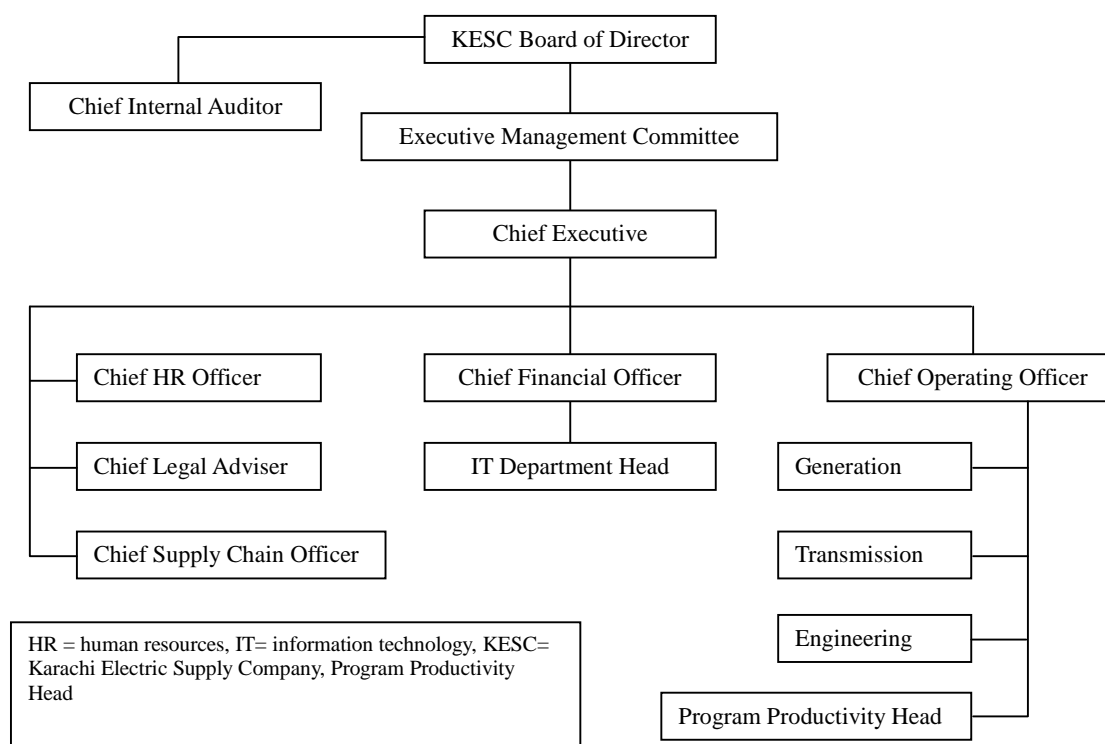 KESC Board of Director
Chief Internal Auditor
Executive Management Committee
Chief Executive
Chief HR Officer
Chief Financial Officer
Chief Operating Officer
Chief Legal Adviser
IT Department Head
Generation
Chief Supply Chain Officer
Transmission
Engineering
Program Productivity Head
HR = human resources, IT= information technology, KESC=
Karachi Electric Supply Company, Program Productivity
Head